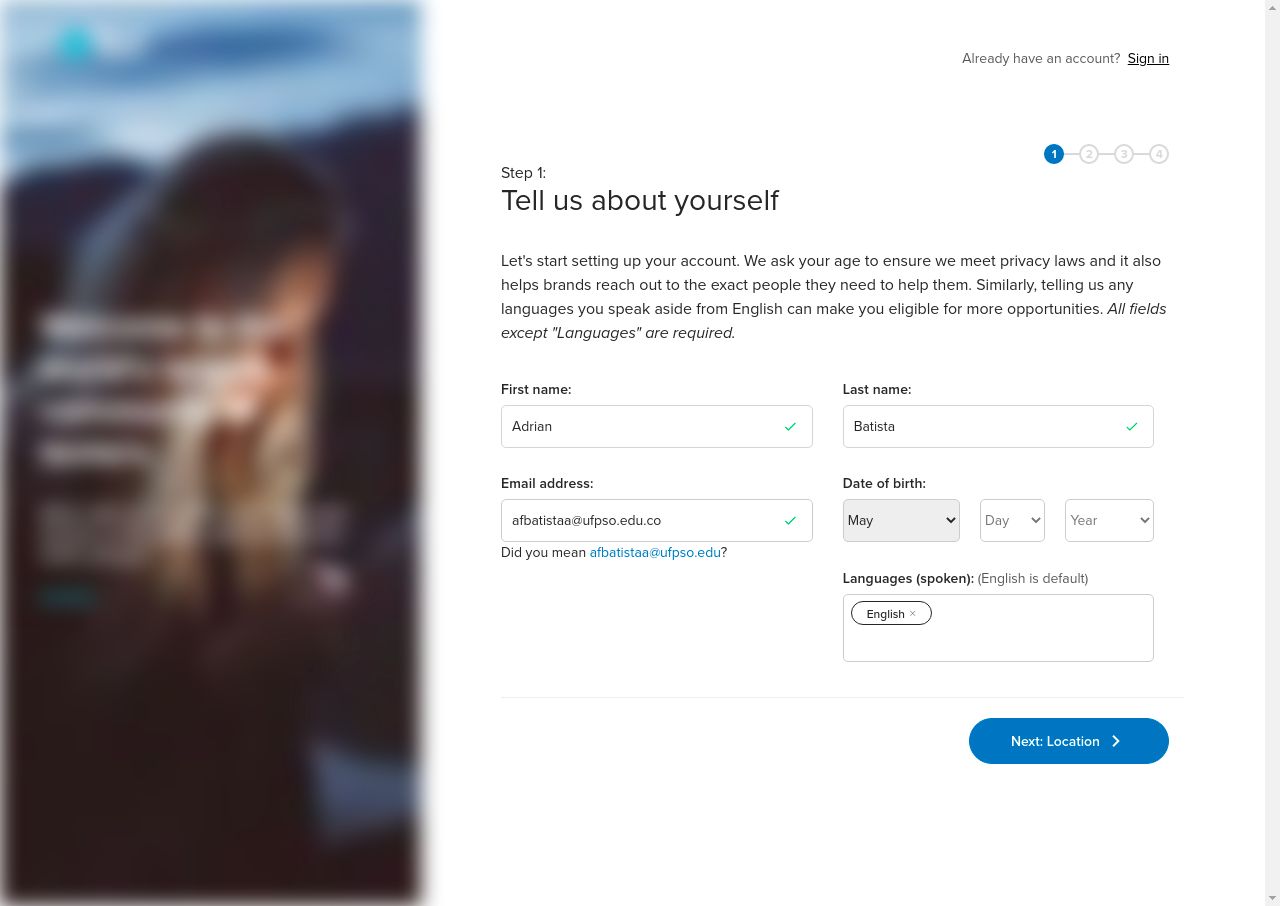 Already have an account? Sign in
1 2 3 4
Step 1:
Tell us about yourself
Let's start setting up your account. We ask your age to ensure we meet privacy laws and it also
helps brands reach out to the exact people they need to help them. Similarly, telling us any
languages you speak aside from English can make you eligible for more opportunities. All fields
except "Languages" are required.
First name:
Last name:
Adrian
Batista
Email address:
Date of birth:
afbatistaa@ufpso.edu.co
May
Day
Year
Did you mean afbatistaa@ufpso.edu?
Languages (spoken): (English is default)
English ×
Next: Location